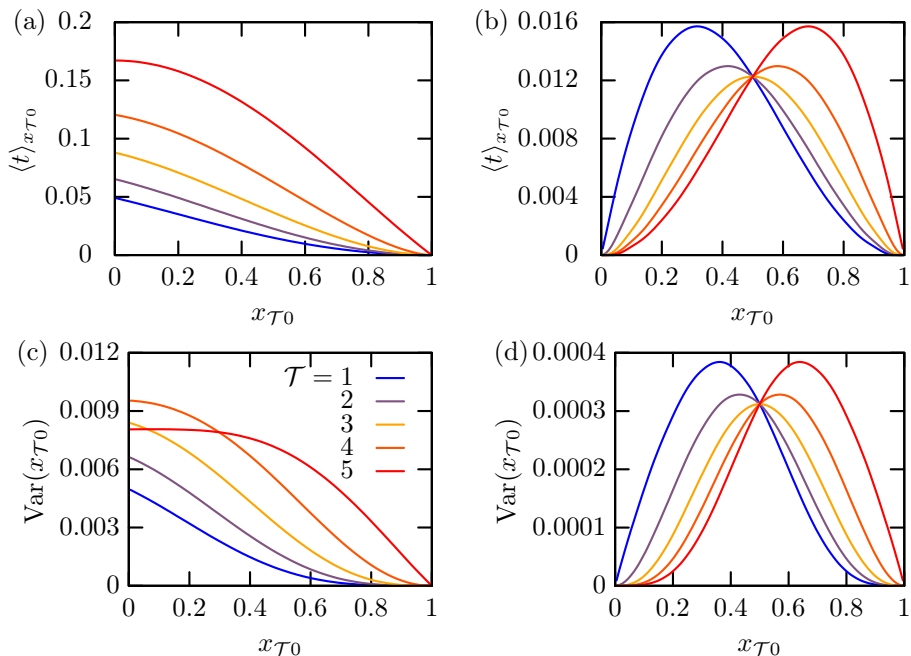 (a)
0.2
0.15
0.1
0.05
0
⟨t⟩x𝒯0
0 0.2 0.4 0.6 0.8 1
x𝒯0
(b)
0.016
0.012
0.008
0.004
0
⟨t⟩x𝒯0
0 0.2 0.4 0.6 0.8 1
x𝒯0
(c)
0.012
0.009
0.006
0.003
0
Var(x𝒯0)
𝒯 = 1
2
3
4
5
0 0.2 0.4 0.6 0.8 1
x𝒯0
(d)
0.0004
0.0003
0.0002
0.0001
0
Var(x𝒯0)
0 0.2 0.4 0.6 0.8 1
x𝒯0